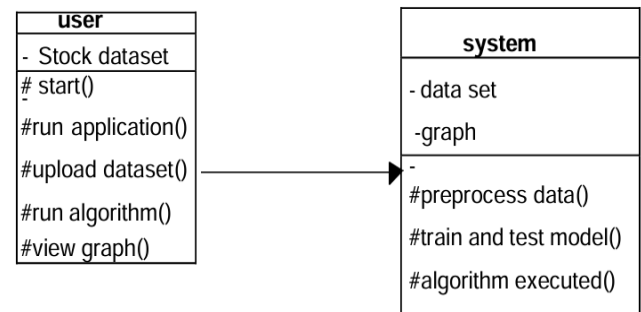 user
- Stock dataset
# start()
-
#run application()
#upload dataset()
#run algorithm()
#view graph()
system
- data set
-graph
-
#preprocess data()
#train and test model()
#algorithm executed()